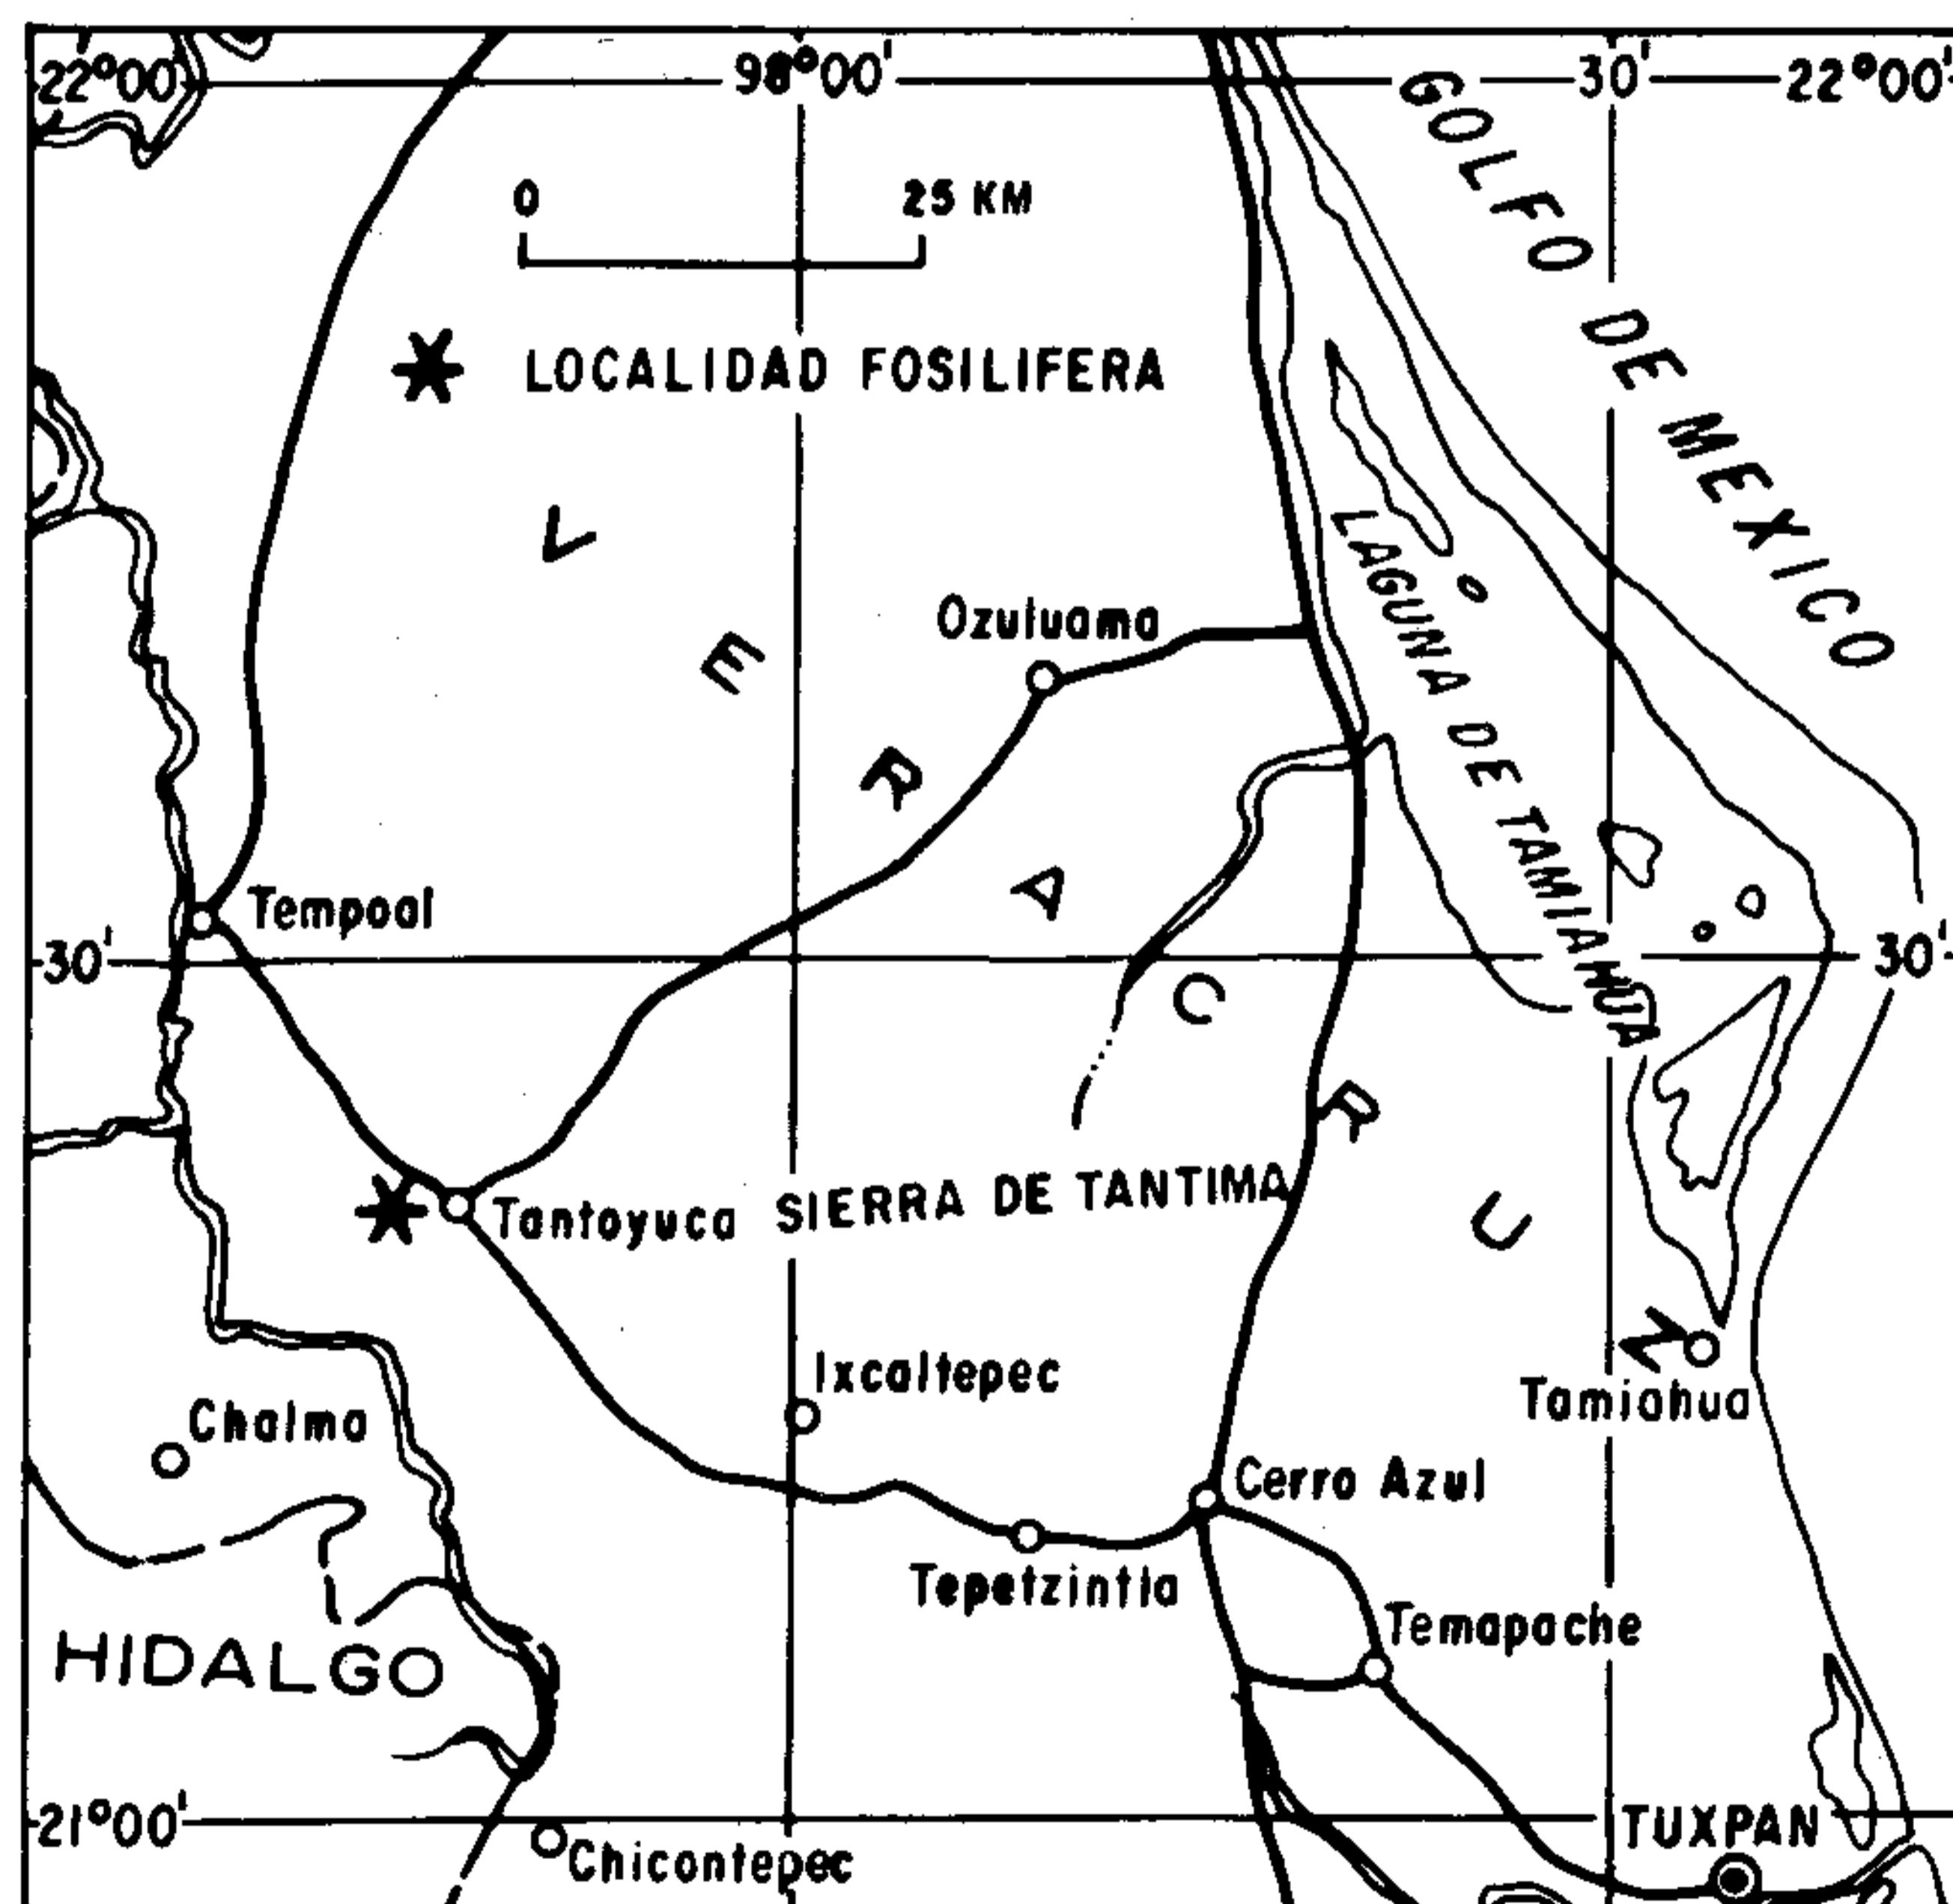 22°00' 98°00' 30' 22°00'
GOLFO DE MEXICO
0 25 KM
LOCALIDAD FOSILIFERA
VERACRUZ
LAGUNA DE TAMIAHUA
Ozuluama
Tempoal
30' 30'
Tantoyuca SIERRA DE TANTIMA
Ixcaltepec
Tamiahua
Chalma
Cerro Azul
Tepetzintla
Temapache
HIDALGO
21°00' TUXPAN
Chicontepec